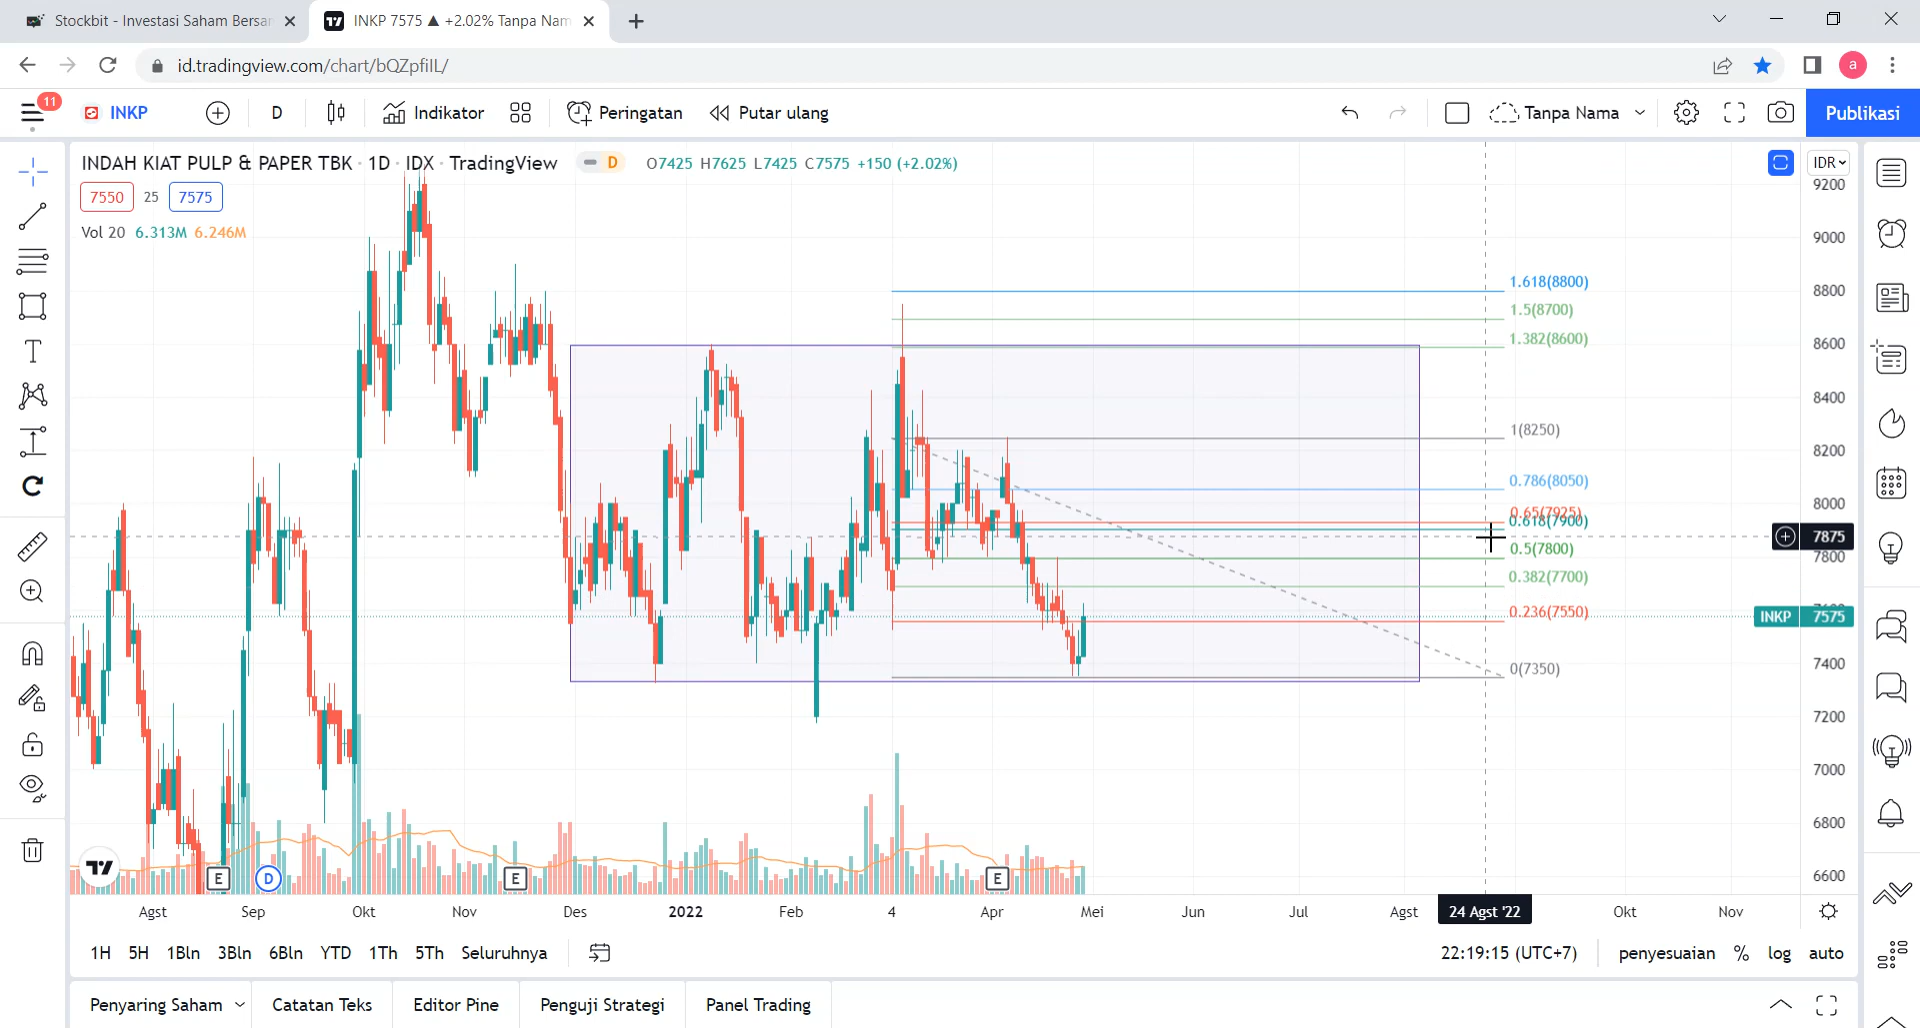 Stockbit - Investasi Saham Bersar
INKP 7575 ▲ +2.02% Tanpa Nam
id.tradingview.com/chart/bQZpfiIL/
a
11
INKP
D
Indikator
Peringatan
Putar ulang
Tanpa Nama
Publikasi
INDAH KIAT PULP & PAPER TBK · 1D · IDX · TradingView
D
O7425 H7625 L7425 C7575 +150 (+2.02%)
IDR
7550 25 7575
Vol 20 6.313M 6.246M
9200
9000
8800
8600
8400
8200
8000
7875
7800
INKP 7575
7400
7200
7000
6800
6600
1.618(8800)
1.5(8700)
1.382(8600)
1(8250)
0.786(8050)
0.65(7925)
0.618(7900)
0.5(7800)
0.382(7700)
0.236(7550)
0(7350)
E D E E
Agst Sep Okt Nov Des 2022 Feb 4 Apr Mei Jun Jul Agst 24 Agst '22 Okt Nov
1H 5H 1Bln 3Bln 6Bln YTD 1Th 5Th Seluruhnya
22:19:15 (UTC+7) penyesuaian % log auto
Penyaring Saham Catatan Teks Editor Pine Penguji Strategi Panel Trading